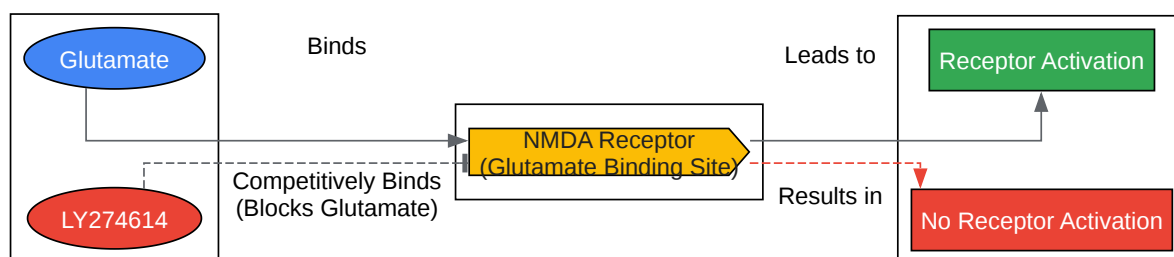 Glutamate
Binds
Leads to
Receptor Activation
NMDA Receptor
(Glutamate Binding Site)
Competitively Binds
(Blocks Glutamate)
LY274614
Results in
No Receptor Activation